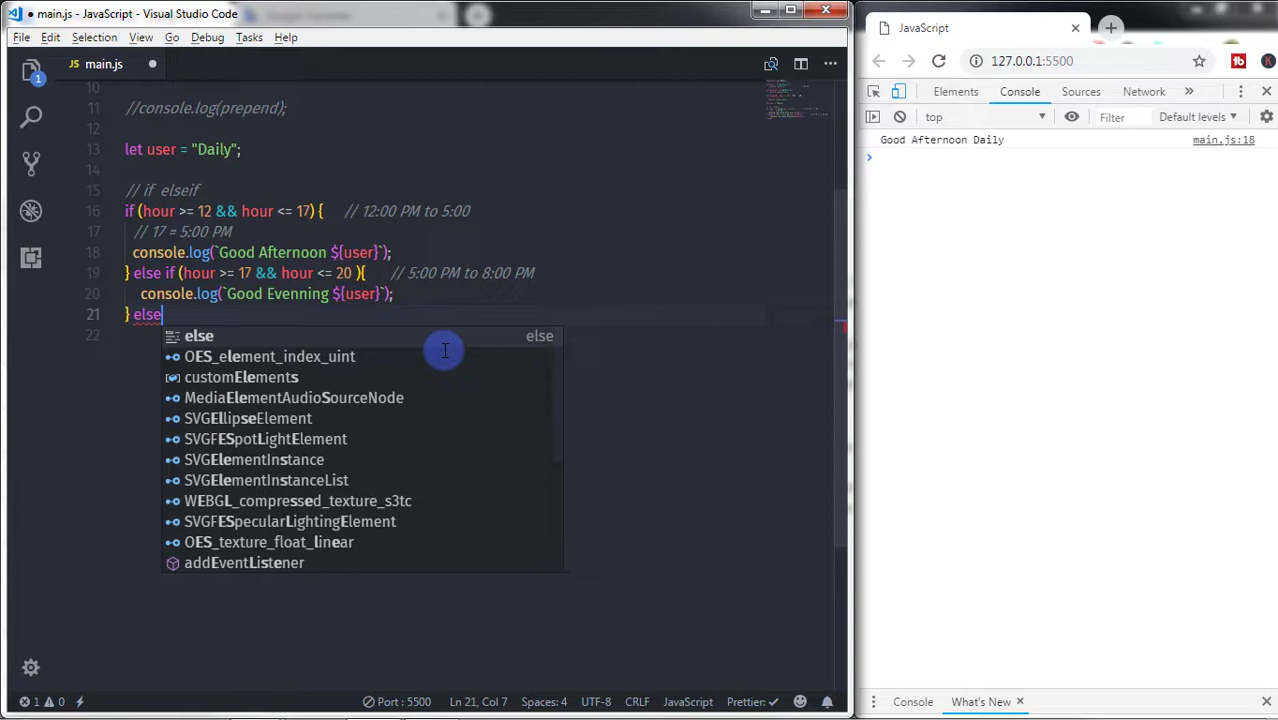 ● main.js - JavaScript - Visual Studio Code
File Edit Selection View Go Debug Tasks Help
JS main.js ●
1
10
11 //console.log(prepend);
12
13 let user = "Daily";
14
15 // if elseif
16 if (hour >= 12 && hour <= 17) { // 12:00 PM to 5:00
17 // 17 = 5:00 PM
18 console.log(`Good Afternoon ${user}`);
19 } else if (hour >= 17 && hour <= 20 ){ // 5:00 PM to 8:00 PM
20 console.log(`Good Evenning ${user}`);
21 } else
22
else else
OES_element_index_uint
customElements
MediaElementAudioSourceNode
SVGEllipseElement
SVGFESpotLightElement
SVGElementInstance
SVGElementInstanceList
WEBGL_compressed_texture_s3tc
SVGFESpecularLightingElement
OES_texture_float_linear
addEventListener
1 0 Port : 5500 Ln 21, Col 7 Spaces: 4 UTF-8 CRLF JavaScript Prettier: ✓
JavaScript
127.0.0.1:5500
K
Elements Console Sources Network »
top Filter Default levels
Good Afternoon Daily main.js:18
Console What's New